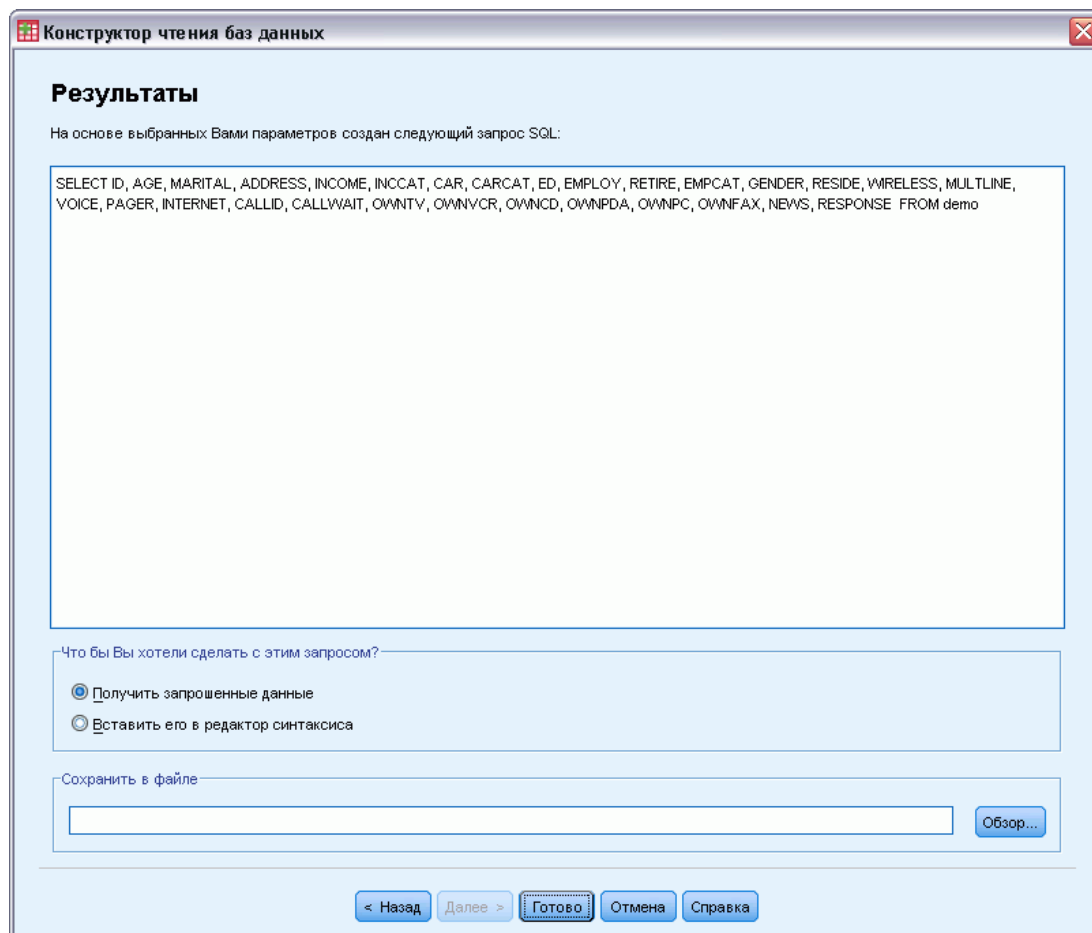 Конструктор чтения баз данных
Результаты
На основе выбранных Вами параметров создан следующий запрос SQL:
SELECT ID, AGE, MARITAL, ADDRESS, INCOME, INCCAT, CAR, CARCAT, ED, EMPLOY, RETIRE, EMPCAT, GENDER, RESIDE, WIRELESS, MULTLINE,
VOICE, PAGER, INTERNET, CALLID, CALLWAIT, OWNTV, OWNVCR, OWNCD, OWNPDA, OWNPC, OWNFAX, NEWS, RESPONSE  FROM demo
Что бы Вы хотели сделать с этим запросом?
Получить запрошенные данные
Вставить его в редактор синтаксиса
Сохранить в файле
Обзор...
< Назад Далее > Готово Отмена Справка